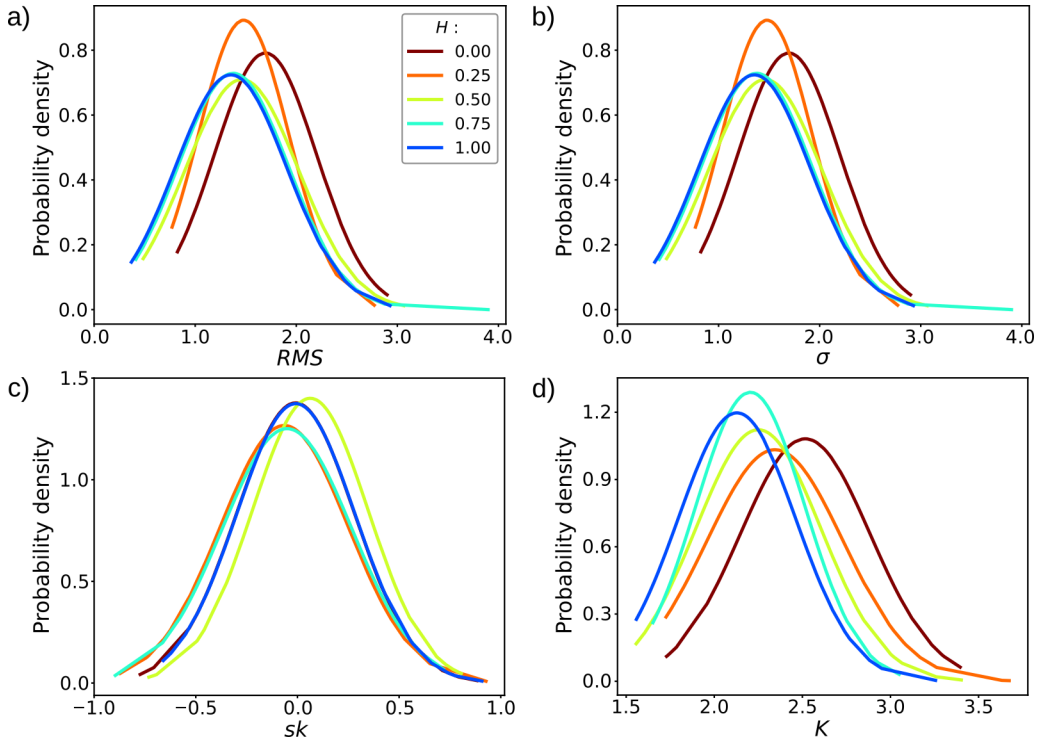 a)
Probability density
0.8
0.6
0.4
0.2
0.0
0.0 1.0 2.0 3.0 4.0
RMS
H :
0.00
0.25
0.50
0.75
1.00
b)
Probability density
0.8
0.6
0.4
0.2
0.0
0.0 1.0 2.0 3.0 4.0
σ
c)
Probability density
1.5
1.0
0.5
0.0
−1.0 −0.5 0.0 0.5 1.0
sk
d)
Probability density
1.2
0.9
0.6
0.3
0.0
1.5 2.0 2.5 3.0 3.5
K